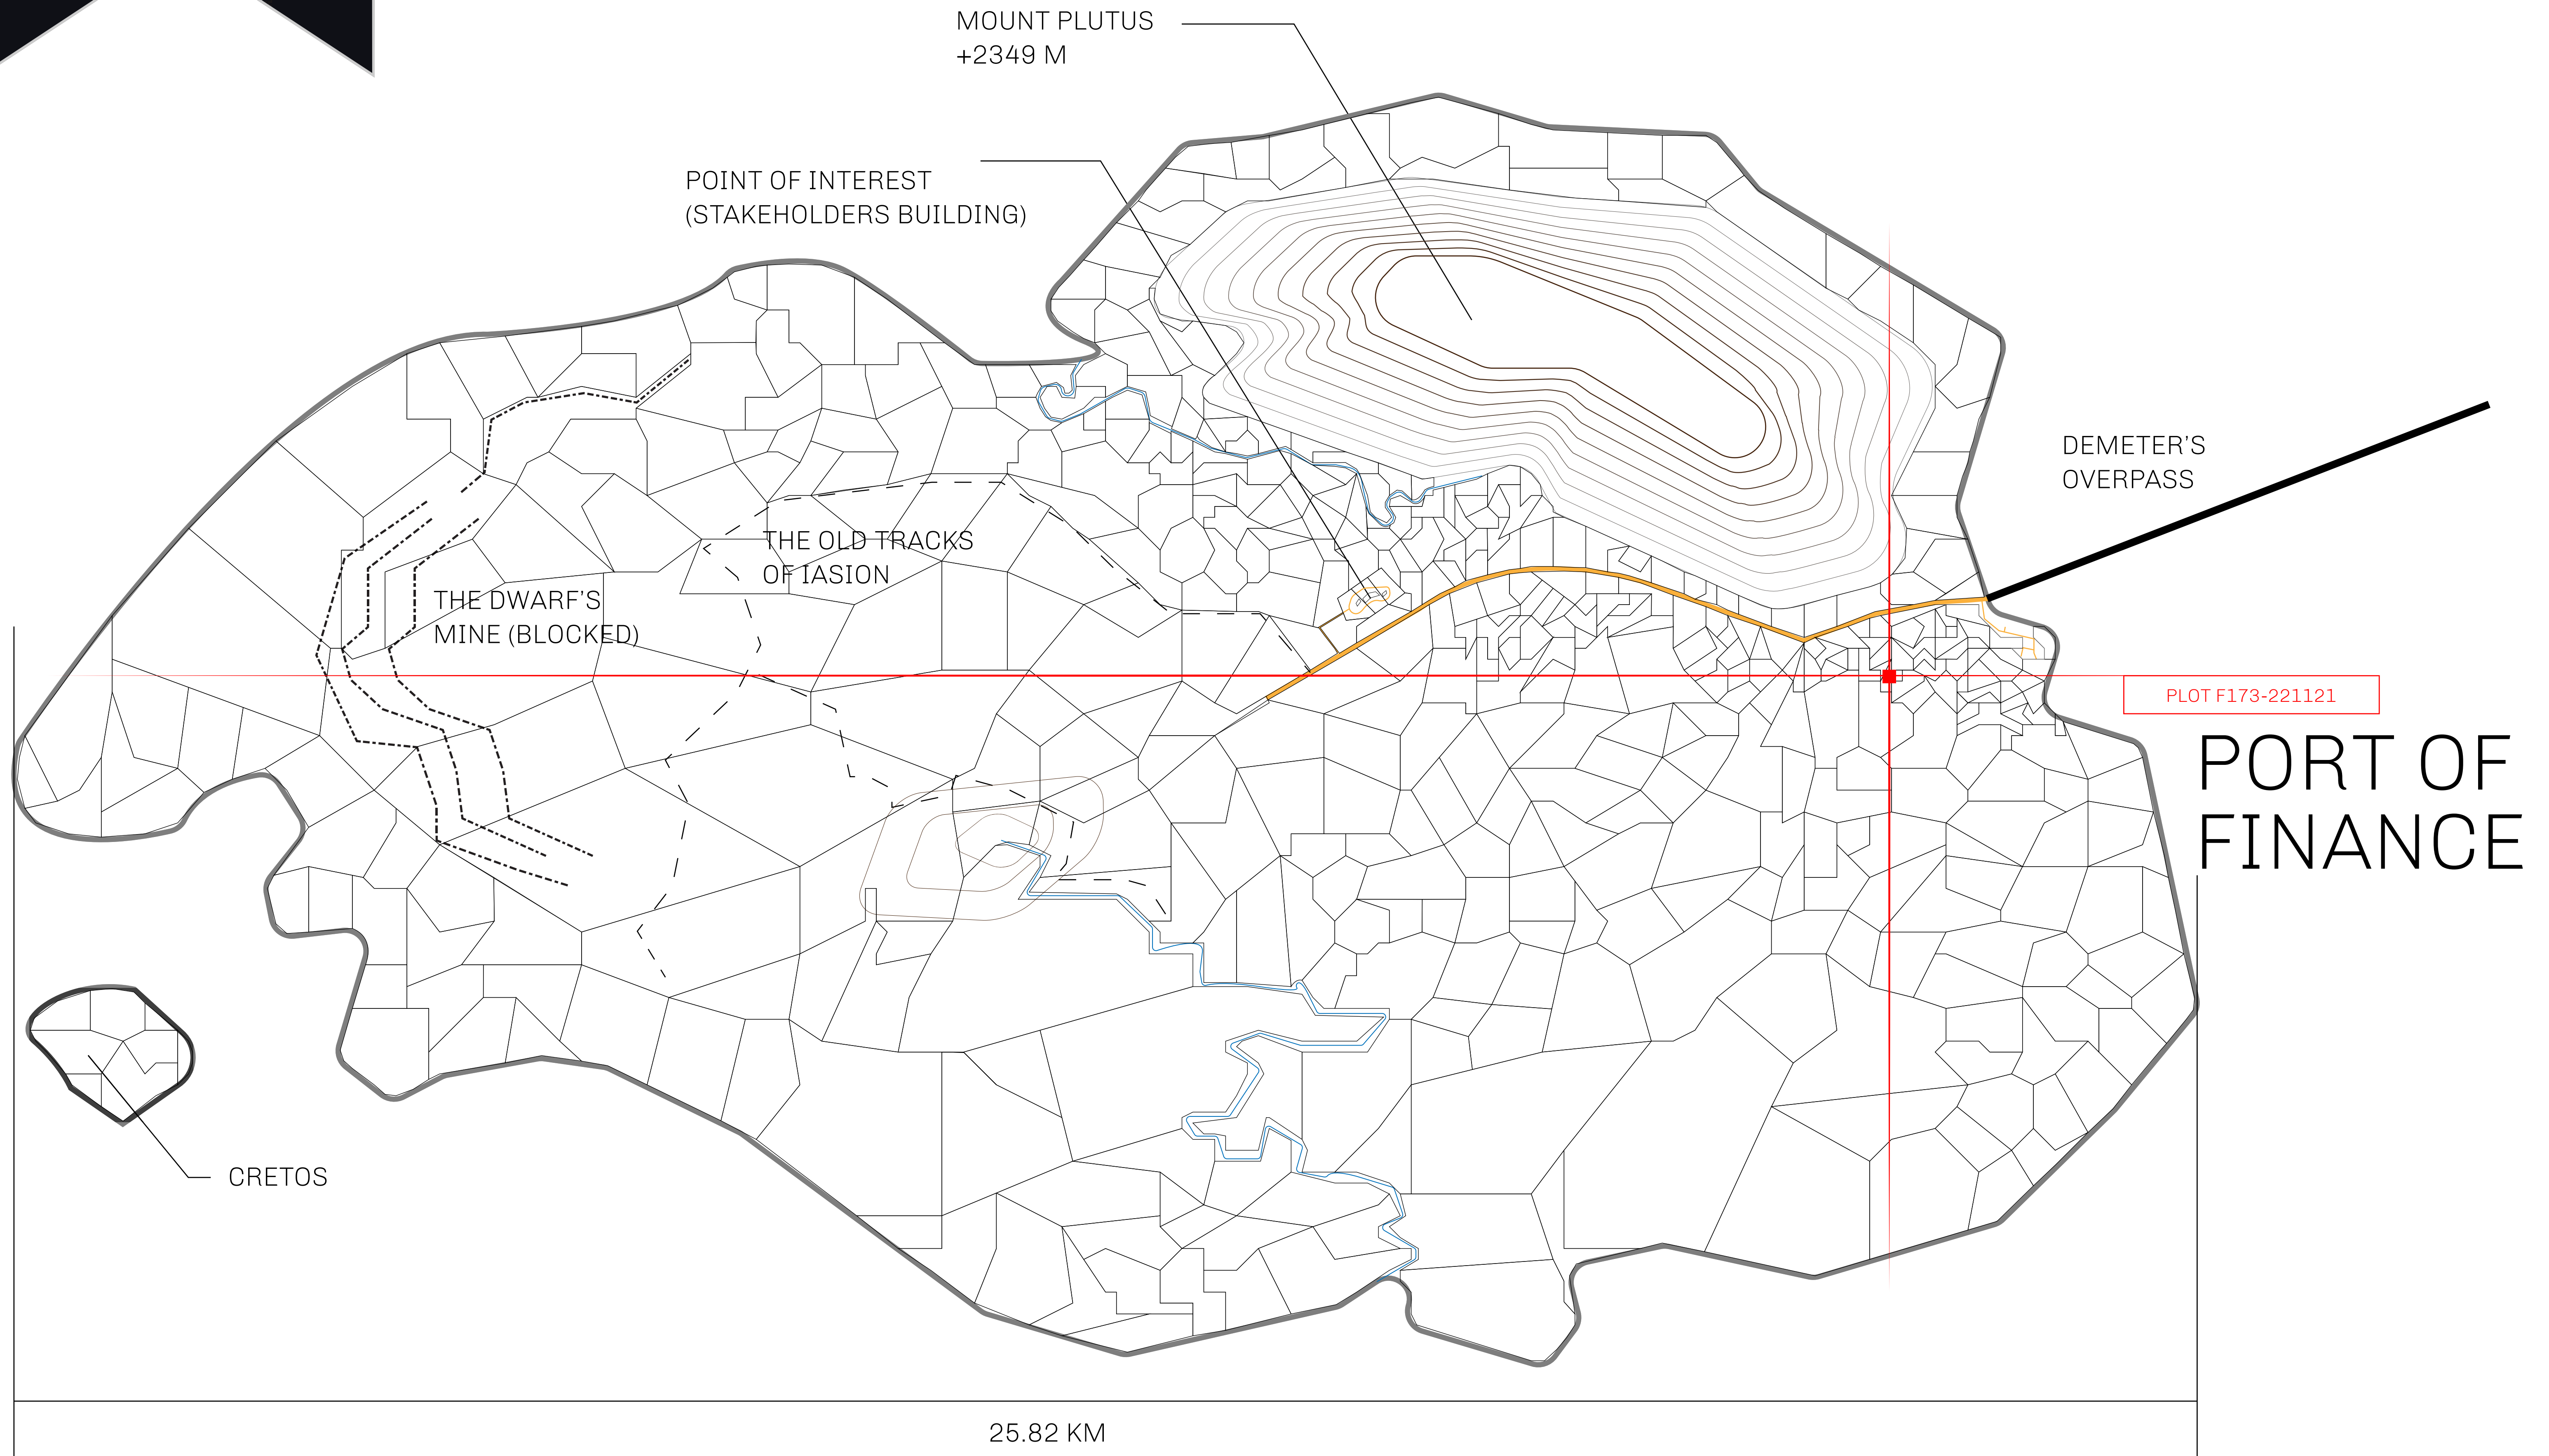 MOUNT PLUTUS
+2349 M
POINT OF INTEREST
(STAKEHOLDERS BUILDING)
DEMETER'S
OVERPASS
THE OLD TRACKS
OF IASION
THE DWARF'S
MINE (BLOCKED)
PLOT F173-221121
PORT OF
FINANCE
CRETOS
25.82 KM